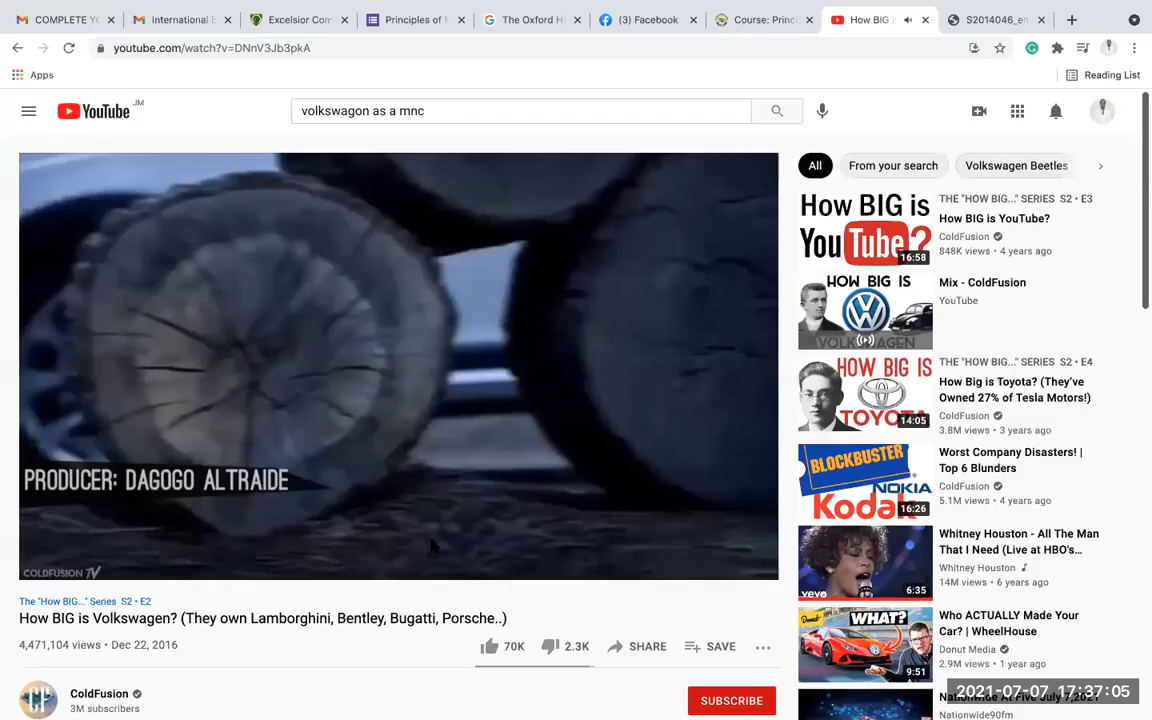 COMPLETE Y
International E
Excelsior Com
Principles of M
The Oxford H
(3) Facebook
Course: Princ
How BIG
S2014046_en
youtube.com/watch?v=DNnV3Jb3pkA
Apps
Reading List
YouTube JM
volkswagon as a mnc
PRODUCER: DAGOGO ALTRAIDE
COLDFUSION TV
The "How BIG..." Series S2 • E2
How BIG is Volkswagen? (They own Lamborghini, Bentley, Bugatti, Porsche..)
4,471,104 views • Dec 22, 2016
70K
2.3K
SHARE
SAVE
ColdFusion
3M subscribers
SUBSCRIBE
All
From your search
Volkswagen Beetles
How BIG is
YouTube?
16:58
THE "HOW BIG..." SERIES S2 • E3
How BIG is YouTube?
ColdFusion
848K views • 4 years ago
HOW BIG IS
VOLKSWAGEN
Mix - ColdFusion
YouTube
HOW BIG IS
TOYOTA
14:05
THE "HOW BIG..." SERIES S2 • E4
How Big is Toyota? (They've
Owned 27% of Tesla Motors!)
ColdFusion
3.8M views • 3 years ago
BLOCKBUSTER
NOKIA
Kodak
16:26
Worst Company Disasters! |
Top 6 Blunders
ColdFusion
5.1M views • 4 years ago
vevo
6:35
Whitney Houston - All The Man
That I Need (Live at HBO's...
Whitney Houston
14M views • 6 years ago
Donut
WHAT?
9:51
Who ACTUALLY Made Your
Car? | WheelHouse
Donut Media
2.9M views • 1 year ago
Nationwide At Five July 7,2021
Nationwide90fm
2021-07-07 17:37:05